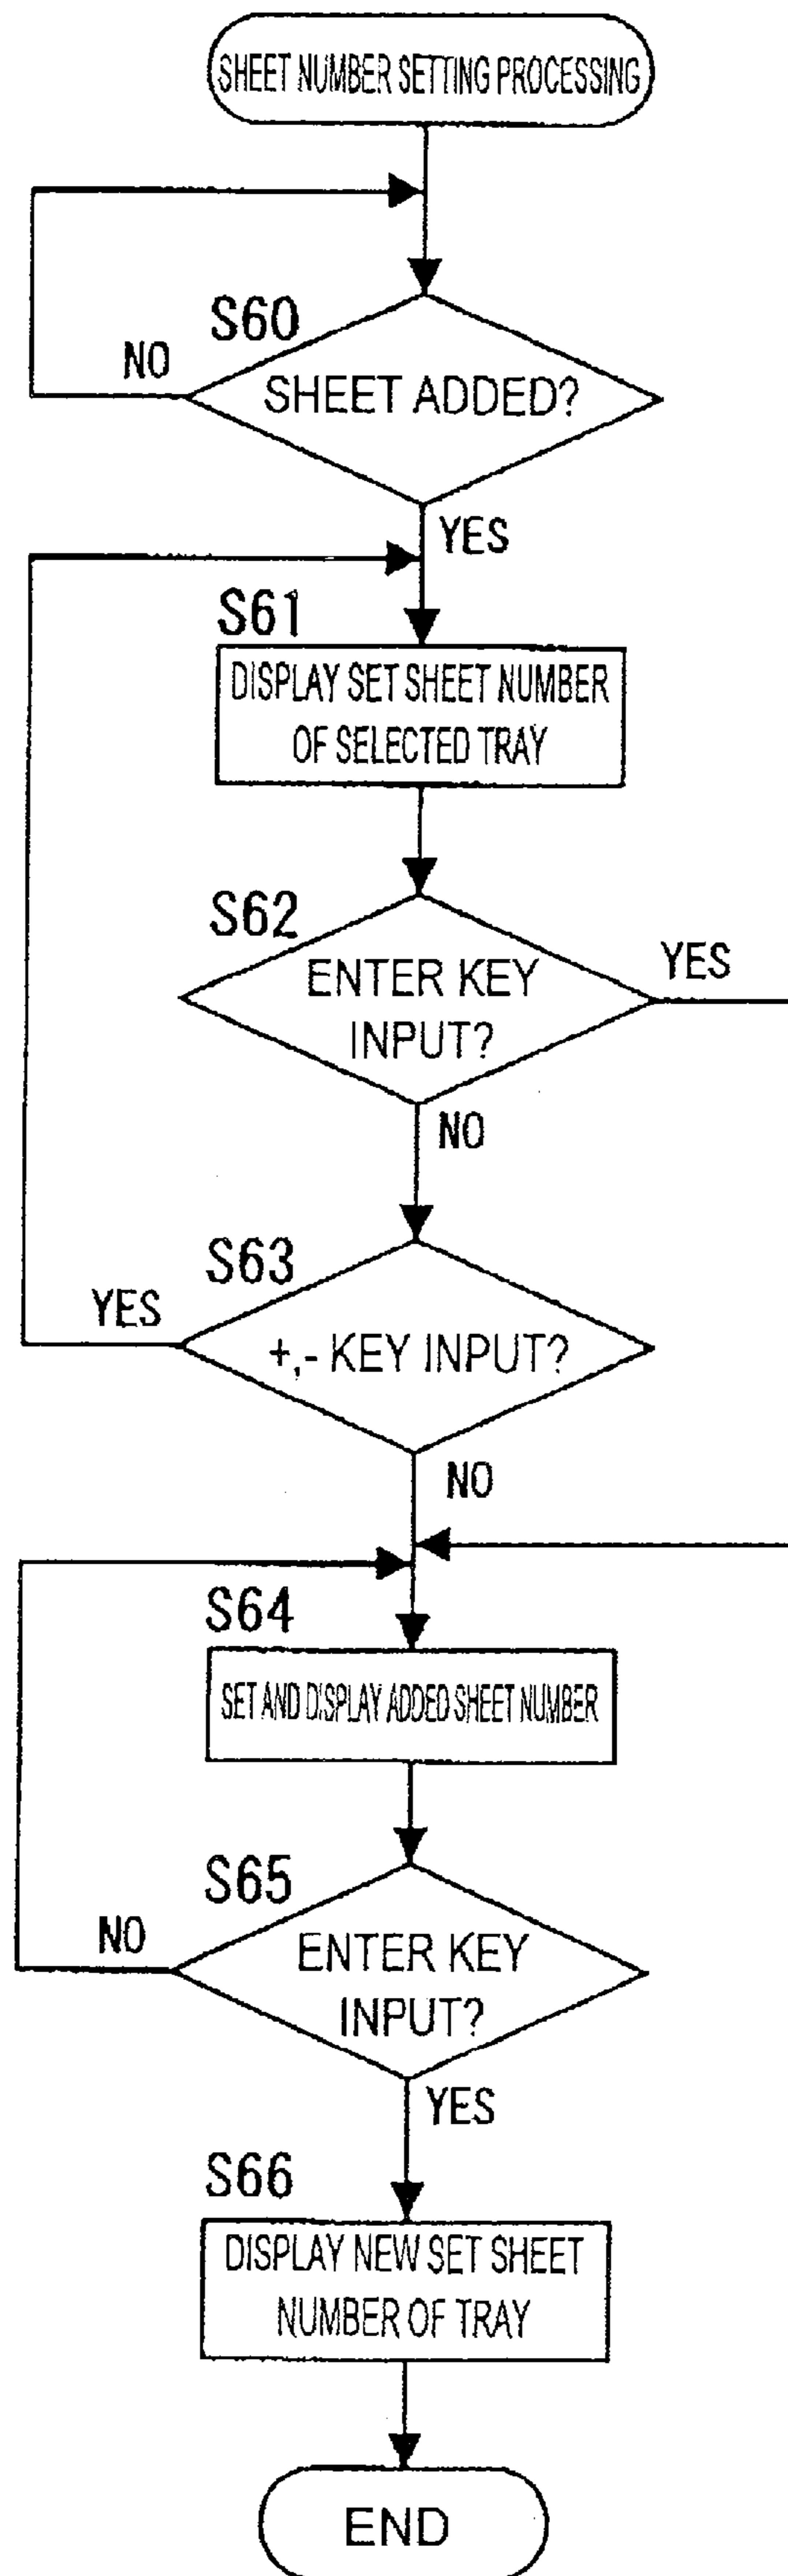 SHEET NUMBER SETTING PROCESSING
S60
NO
SHEET ADDED?
YES
S61
DISPLAY SET SHEET NUMBER
OF SELECTED TRAY
S62
ENTER KEY
INPUT?
YES
NO
S63
YES
+,- KEY INPUT?
NO
S64
SET AND DISPLAY ADDED SHEET NUMBER
S65
NO
ENTER KEY
INPUT?
YES
S66
DISPLAY NEW SET SHEET
NUMBER OF TRAY
END